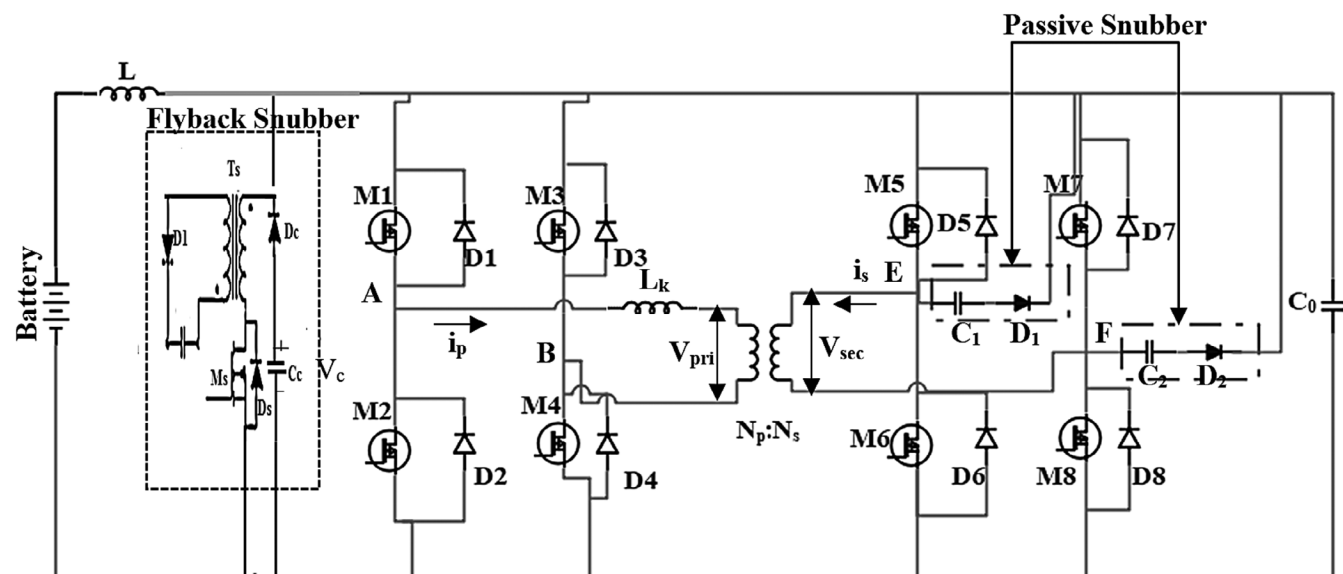 Passive Snubber
L
Flyback Snubber
Ts
M1
M3
M5
M7
D1
Dc
D1
D3
D5
D7
Battery
A
Lk
is
E
C1
D1
C0
ip
B
Vpri
Vsec
F
C2
D2
Ms
Cc
Vc
+
-
Ds
M2
M4
Np:Ns
M6
M8
D2
D4
D6
D8